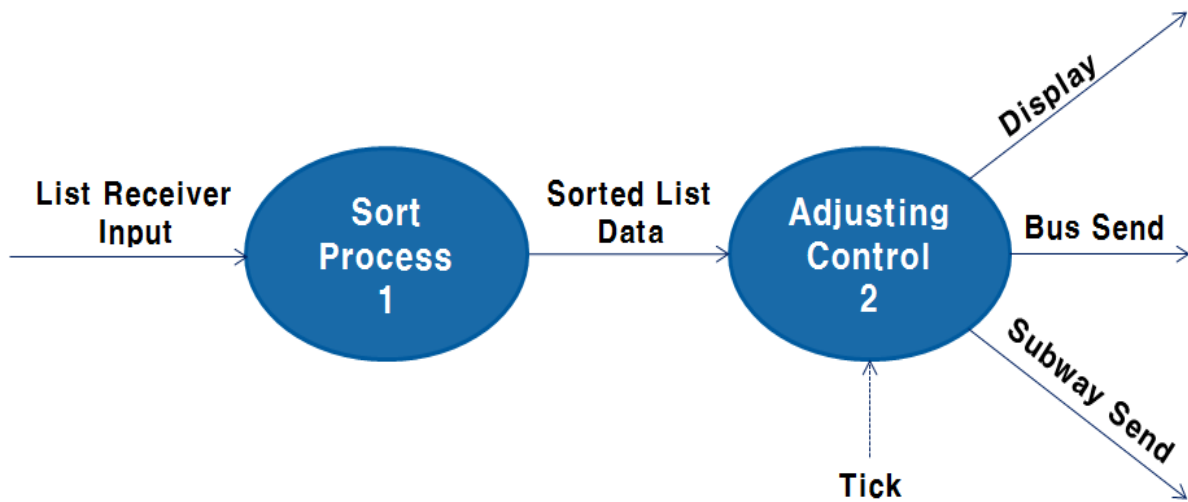 List Receiver
Input
Sort
Process
1
Sorted List
Data
Adjusting
Control
2
Display
Bus Send
Subway Send
Tick